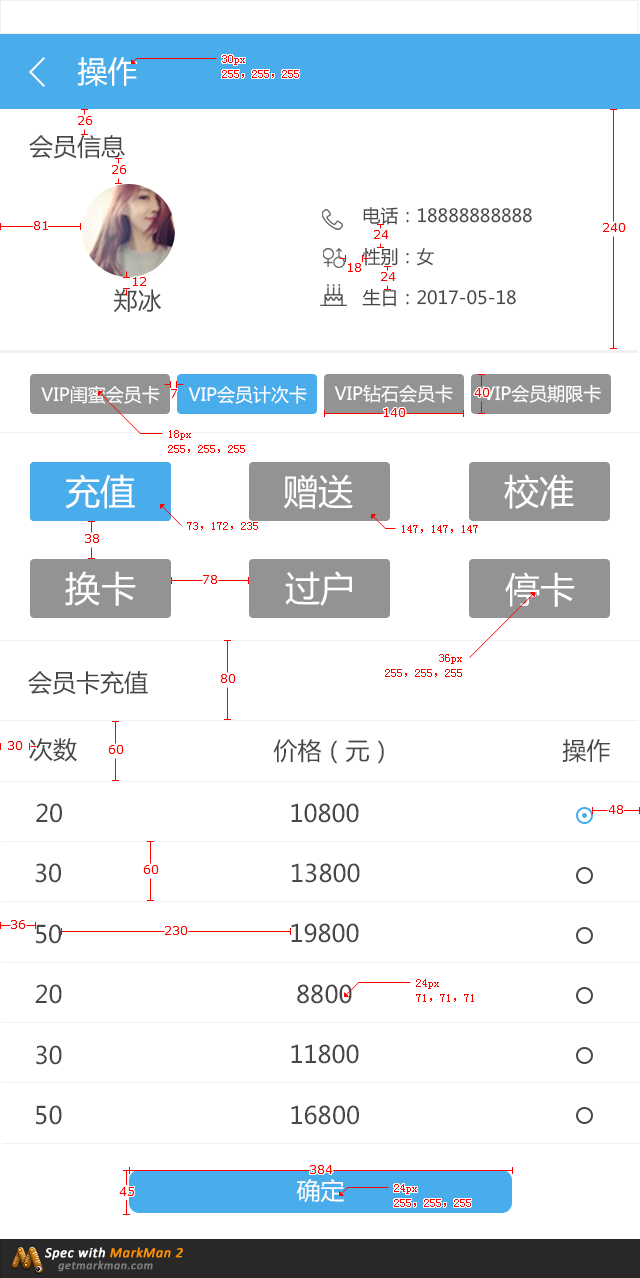 操作
30px
255, 255, 255
26
会员信息
26
240
81
电话：18888888888
24
性别：女
18
24
12
郑冰
生日：2017-05-18
VIP闺蜜会员卡
7
VIP会员计次卡
VIP钻石会员卡
140
40
VIP会员期限卡
18px
255, 255, 255
充值
赠送
校准
73, 172, 235
147, 147, 147
38
换卡
78
过户
停卡
36px
255, 255, 255
80
会员卡充值
30
次数
60
价格（元）
操作
20
10800
48
30
13800
60
36
50
230
19800
24px
71, 71, 71
20
8800
30
11800
50
16800
384
45
确定
24px
255, 255, 255
Spec with MarkMan 2
getmarkman.com